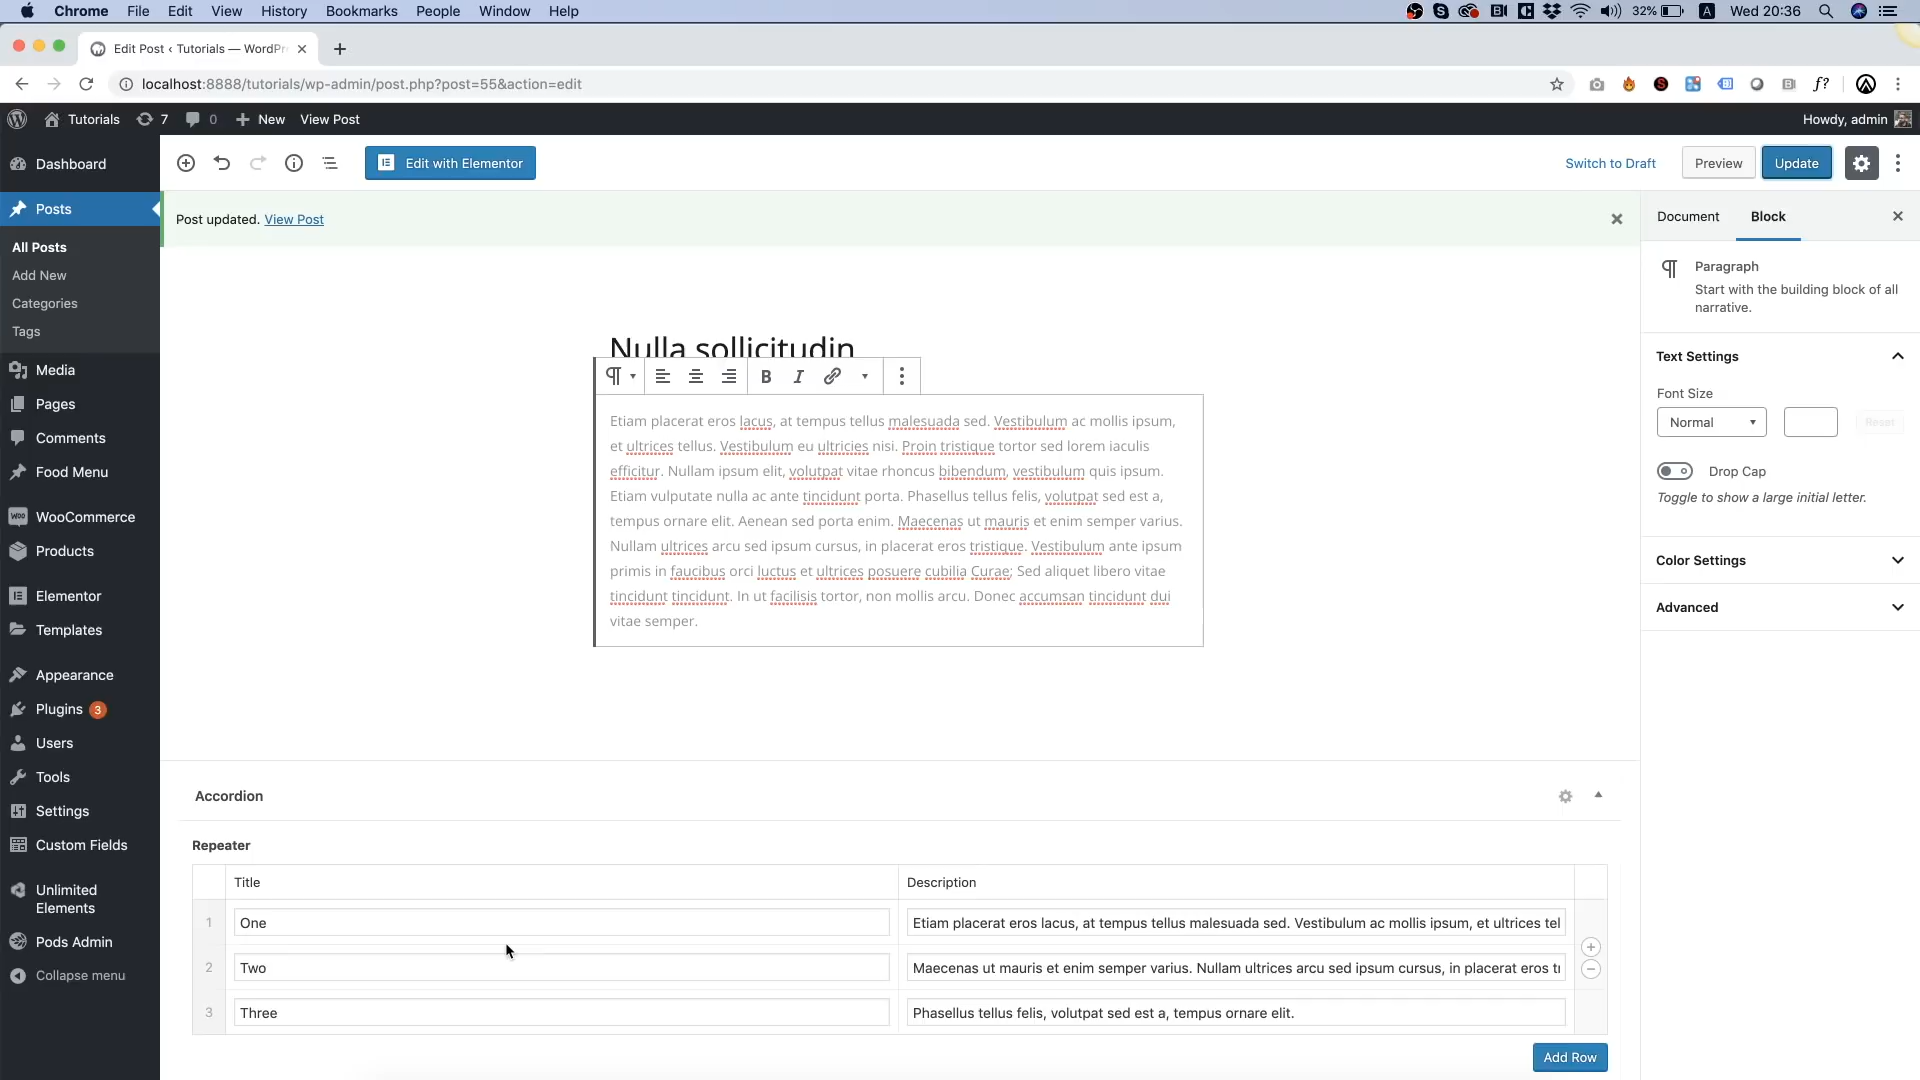 Chrome File Edit View History Bookmarks People Window Help
32% A Wed 20:36
Edit Post ‹ Tutorials — WordPr
localhost:8888/tutorials/wp-admin/post.php?post=55&action=edit
f?
Tutorials 7 0 New View Post
Howdy, admin
Dashboard
Posts
All Posts
Add New
Categories
Tags
Media
Pages
Comments
Food Menu
WooCommerce
Products
Elementor
Templates
Appearance
Plugins 3
Users
Tools
Settings
Custom Fields
Unlimited
Elements
Pods Admin
Collapse menu
Edit with Elementor
Switch to Draft Preview Update
Post updated. View Post
Nulla sollicitudin
B I
Etiam placerat eros lacus, at tempus tellus malesuada sed. Vestibulum ac mollis ipsum,
et ultrices tellus. Vestibulum eu ultricies nisi. Proin tristique tortor sed lorem iaculis
efficitur. Nullam ipsum elit, volutpat vitae rhoncus bibendum, vestibulum quis ipsum.
Etiam vulputate nulla ac ante tincidunt porta. Phasellus tellus felis, volutpat sed est a,
tempus ornare elit. Aenean sed porta enim. Maecenas ut mauris et enim semper varius.
Nullam ultrices arcu sed ipsum cursus, in placerat eros tristique. Vestibulum ante ipsum
primis in faucibus orci luctus et ultrices posuere cubilia Curae; Sed aliquet libero vitae
tincidunt tincidunt. In ut facilisis tortor, non mollis arcu. Donec accumsan tincidunt dui
vitae semper.
Accordion
Repeater
Title Description
1 One Etiam placerat eros lacus, at tempus tellus malesuada sed. Vestibulum ac mollis ipsum, et ultrices tel
2 Two Maecenas ut mauris et enim semper varius. Nullam ultrices arcu sed ipsum cursus, in placerat eros tr
3 Three Phasellus tellus felis, volutpat sed est a, tempus ornare elit.
Add Row
Document Block
Paragraph
Start with the building block of all
narrative.
Text Settings
Font Size
Normal Reset
Drop Cap
Toggle to show a large initial letter.
Color Settings
Advanced